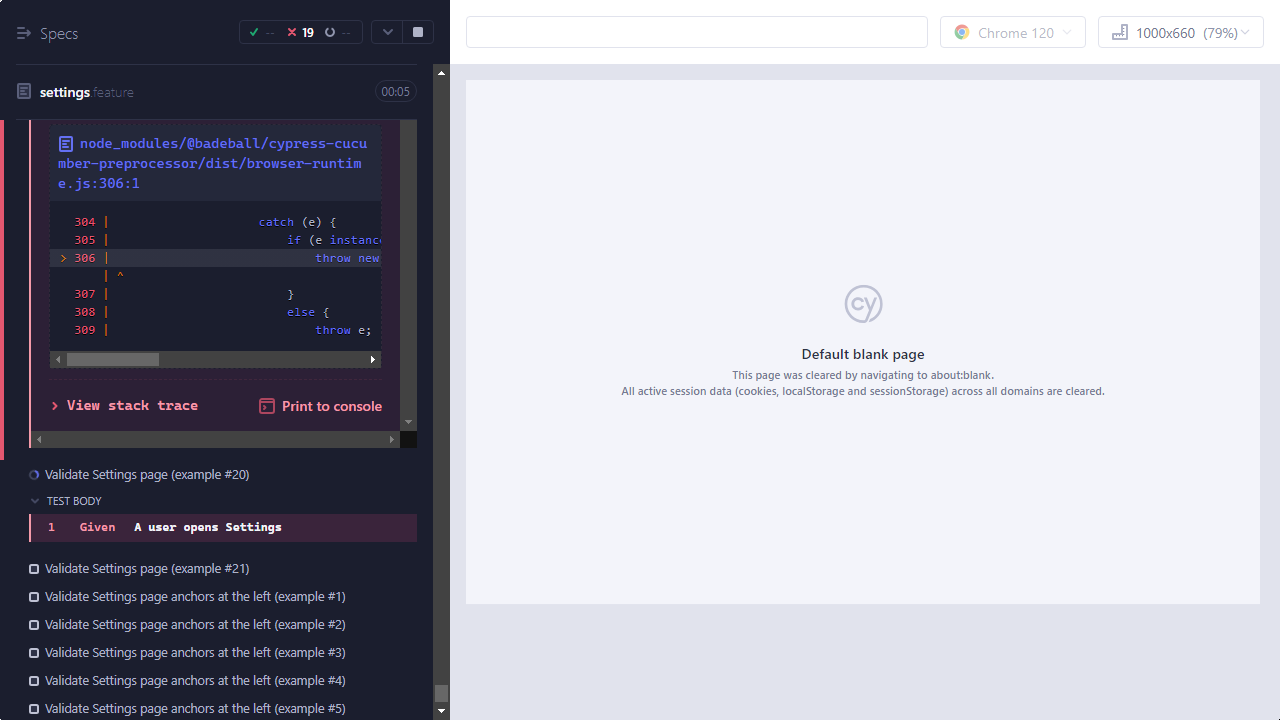 Specs
--
19
--
Chrome 120
1000x660 (79%)
settings.feature
00:05
node_modules/@badeball/cypress-cucu
mber-preprocessor/dist/browser-runtim
e.js:306:1
304 | catch (e) {
305 | if (e instanc
> 306 | throw new
| ^
307 | }
308 | else {
309 | throw e;
View stack trace
Print to console
Validate Settings page (example #20)
TEST BODY
1 Given A user opens Settings
Validate Settings page (example #21)
Validate Settings page anchors at the left (example #1)
Validate Settings page anchors at the left (example #2)
Validate Settings page anchors at the left (example #3)
Validate Settings page anchors at the left (example #4)
Validate Settings page anchors at the left (example #5)
cy
Default blank page
This page was cleared by navigating to about:blank.
All active session data (cookies, localStorage and sessionStorage) across all domains are cleared.